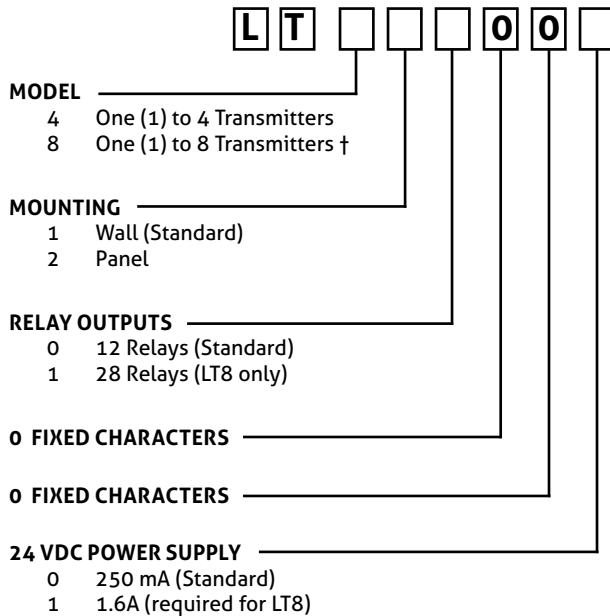 L T 0 0
MODEL
4 One (1) to 4 Transmitters
8 One (1) to 8 Transmitters †
MOUNTING
1 Wall (Standard)
2 Panel
RELAY OUTPUTS
0 12 Relays (Standard)
1 28 Relays (LT8 only)
0 FIXED CHARACTERS
0 FIXED CHARACTERS
24 VDC POWER SUPPLY
0 250 mA (Standard)
1 1.6A (required for LT8)